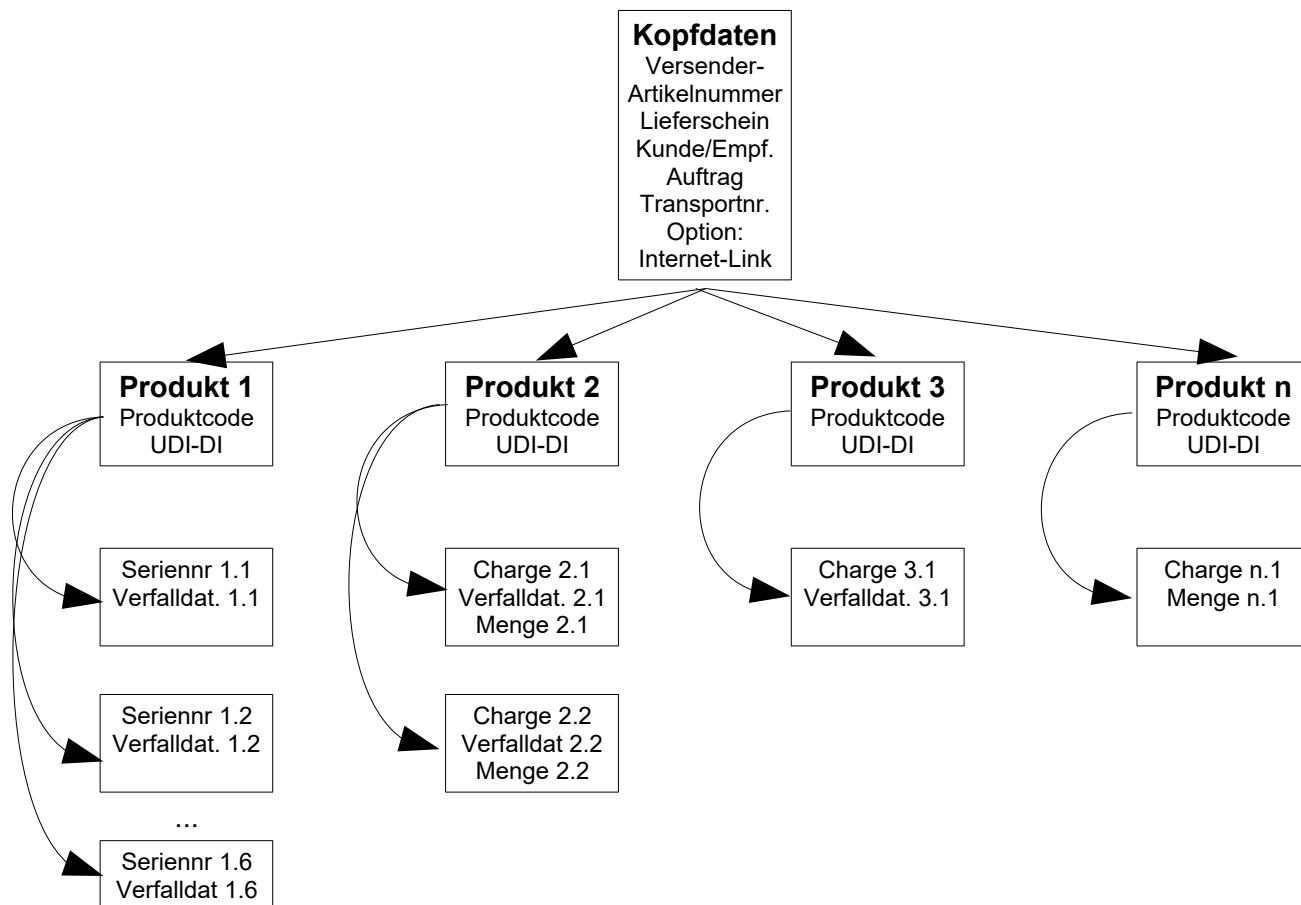 Kopfdaten
Versender-
Artikelnummer
Lieferschein
Kunde/Empf.
Auftrag
Transportnr.
Option:
Internet-Link
Produkt 1
Produktcode
UDI-DI
Produkt 2
Produktcode
UDI-DI
Produkt 3
Produktcode
UDI-DI
Produkt n
Produktcode
UDI-DI
Seriennr 1.1
Verfalldat. 1.1
Charge 2.1
Verfalldat. 2.1
Menge 2.1
Charge 3.1
Verfalldat. 3.1
Charge n.1
Menge n.1
Seriennr 1.2
Verfalldat. 1.2
Charge 2.2
Verfalldat 2.2
Menge 2.2
...
Seriennr 1.6
Verfalldat 1.6